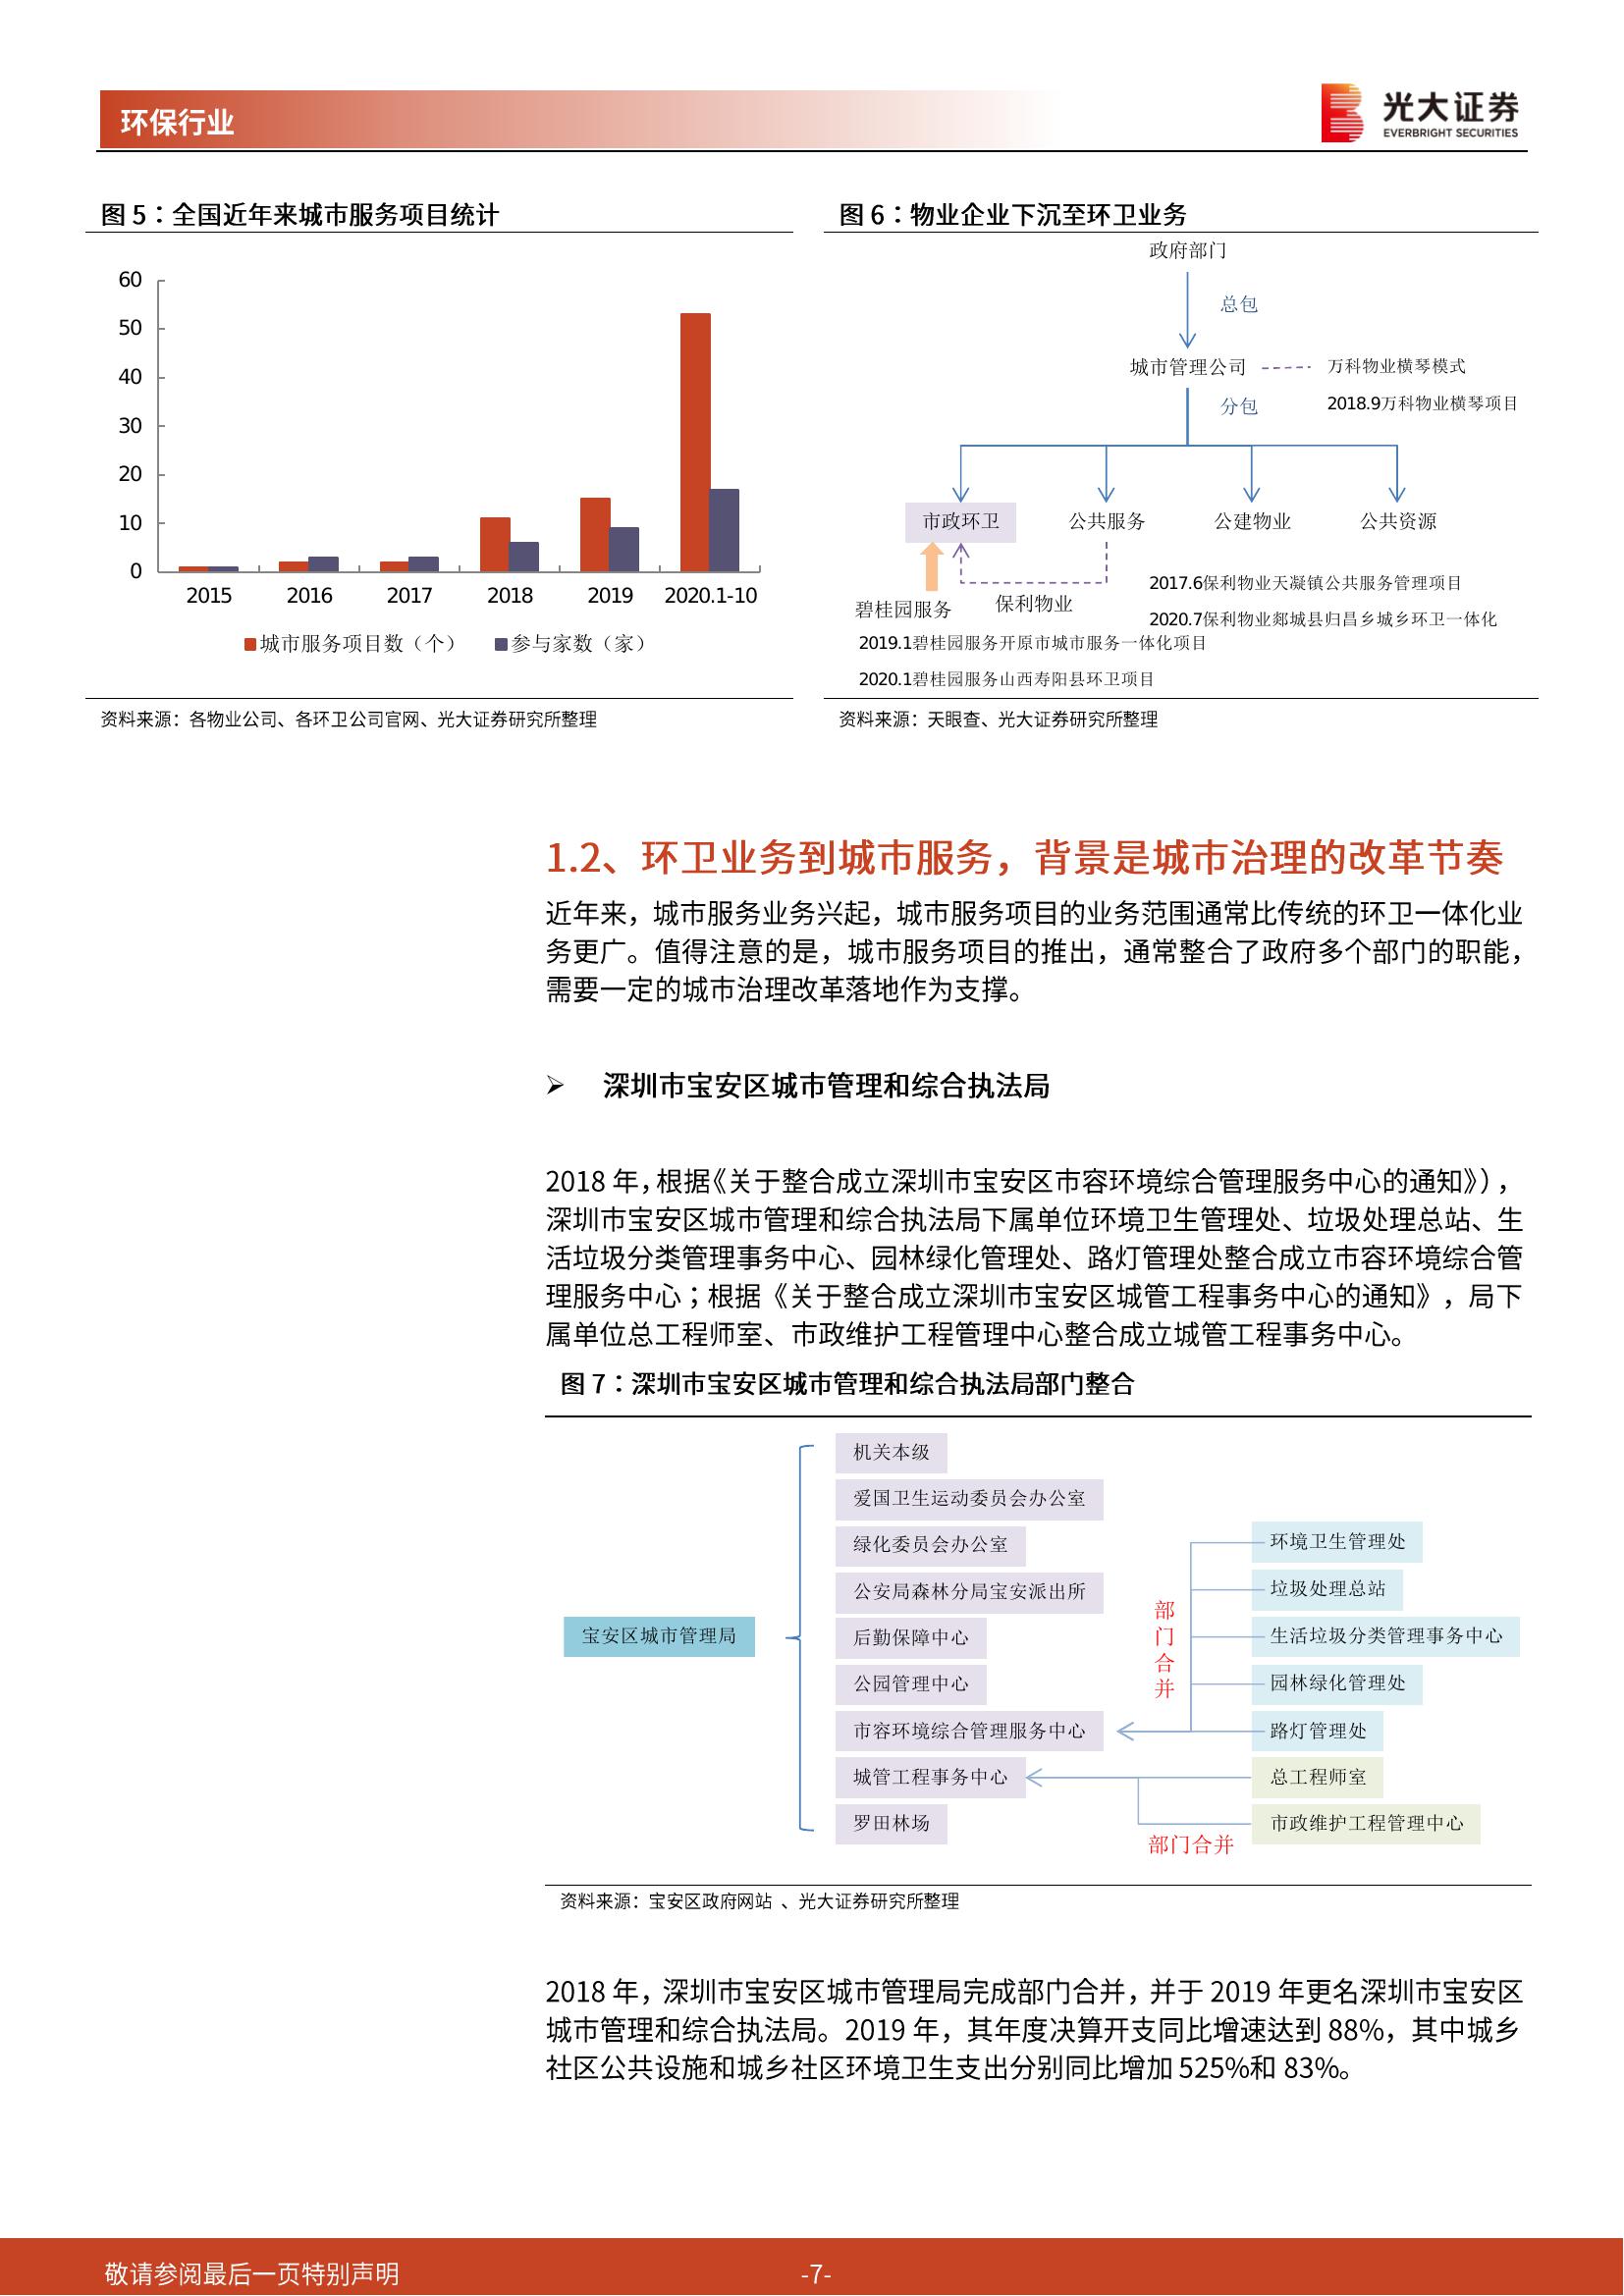 环保行业
光大证券
EVERBRIGHT SECURITIES
图 5：全国近年来城市服务项目统计
60
50
40
30
20
10
0
2015 2016 2017 2018 2019 2020.1-10
城市服务项目数（个） 参与家数（家）
资料来源：各物业公司、各环卫公司官网、光大证券研究所整理
图 6：物业企业下沉至环卫业务
政府部门
总包
城市管理公司 万科物业横琴模式
分包 2018.9万科物业横琴项目
市政环卫 公共服务 公建物业 公共资源
2017.6保利物业天凝镇公共服务管理项目
碧桂园服务 保利物业
2020.7保利物业郯城县归昌乡城乡环卫一体化
2019.1碧桂园服务开原市城市服务一体化项目
2020.1碧桂园服务山西寿阳县环卫项目
资料来源：天眼查、光大证券研究所整理
1.2、环卫业务到城市服务，背景是城市治理的改革节奏
近年来，城市服务业务兴起，城市服务项目的业务范围通常比传统的环卫一体化业
务更广。值得注意的是，城市服务项目的推出，通常整合了政府多个部门的职能，
需要一定的城市治理改革落地作为支撑。
➢ 深圳市宝安区城市管理和综合执法局
2018 年，根据《关于整合成立深圳市宝安区市容环境综合管理服务中心的通知》），
深圳市宝安区城市管理和综合执法局下属单位环境卫生管理处、垃圾处理总站、生
活垃圾分类管理事务中心、园林绿化管理处、路灯管理处整合成立市容环境综合管
理服务中心；根据《关于整合成立深圳市宝安区城管工程事务中心的通知》，局下
属单位总工程师室、市政维护工程管理中心整合成立城管工程事务中心。
图 7：深圳市宝安区城市管理和综合执法局部门整合
宝安区城市管理局
机关本级
爱国卫生运动委员会办公室
绿化委员会办公室
公安局森林分局宝安派出所
后勤保障中心
公园管理中心
市容环境综合管理服务中心
城管工程事务中心
罗田林场
部
门
合
并
环境卫生管理处
垃圾处理总站
生活垃圾分类管理事务中心
园林绿化管理处
路灯管理处
总工程师室
市政维护工程管理中心
部门合并
资料来源：宝安区政府网站 、光大证券研究所整理
2018 年，深圳市宝安区城市管理局完成部门合并，并于 2019 年更名深圳市宝安区
城市管理和综合执法局。2019 年，其年度决算开支同比增速达到 88%，其中城乡
社区公共设施和城乡社区环境卫生支出分别同比增加 525%和 83%。
敬请参阅最后一页特别声明 -7-